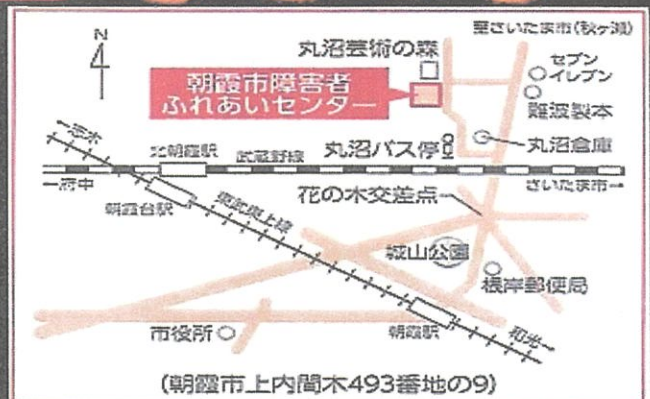 N
至さいたま市(秋ヶ瀬)
丸沼芸術の森
セブン
イレブン
朝霞市障害者
ふれあいセンター
難波製本
←志木
北朝霞駅
武蔵野線
丸沼バス停
丸沼倉庫
←府中
花の木交差点
さいたま市→
朝霞台駅
東武東上線
城山公園
根岸郵便局
市役所
朝霞駅
和光→
(朝霞市上内間木493番地の9)